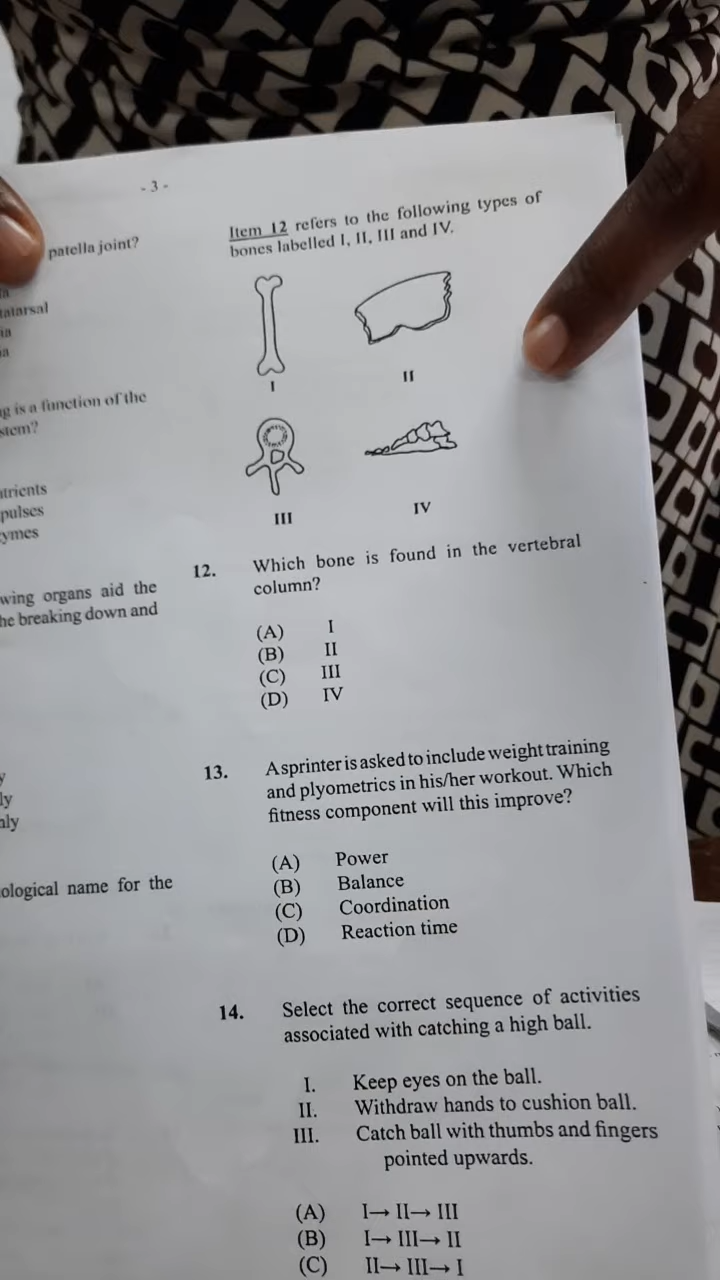 - 3 -
patella joint?
tatarsal
g is a function of the
stem?
utrients
pulses
zymes
wing organs aid the
he breaking down and
y
ly
ally
ological name for the
Item 12 refers to the following types of
bones labelled I, II, III and IV.
I
II
III
IV
12. Which bone is found in the vertebral
column?
(A) I
(B) II
(C) III
(D) IV
13. A sprinter is asked to include weight training
and plyometrics in his/her workout. Which
fitness component will this improve?
(A) Power
(B) Balance
(C) Coordination
(D) Reaction time
14. Select the correct sequence of activities
associated with catching a high ball.
I. Keep eyes on the ball.
II. Withdraw hands to cushion ball.
III. Catch ball with thumbs and fingers
pointed upwards.
(A) I→ II→ III
(B) I→ III→ II
(C) II→ III→ I